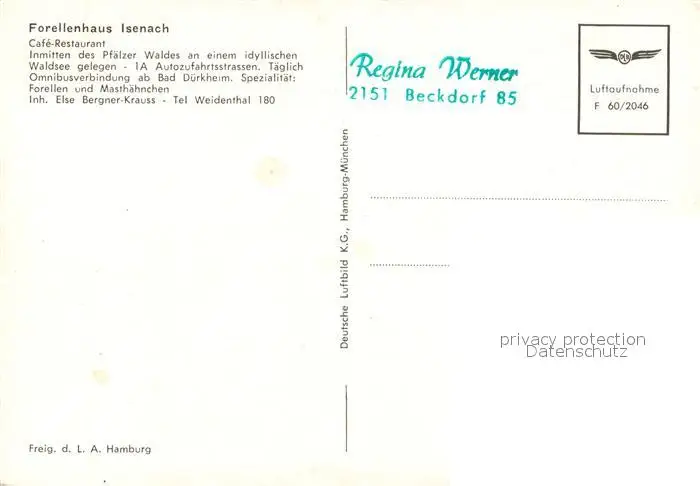 Forellenhaus Isenach
Café-Restaurant
Inmitten des Pfälzer Waldes an einem idyllischen
Waldsee gelegen - 1A Autozufahrtsstrassen. Täglich
Omnibusverbindung ab Bad Dürkheim. Spezialität:
Forellen und Masthähnchen
Inh. Else Bergner-Krauss - Tel Weidenthal 180
Freig. d. L. A. Hamburg
Deutsche Luftbild K.G., Hamburg-München
Regina Werner
2151 Beckdorf 85
DLB
Luftaufnahme
F 60/2046
privacy protection
Datenschutz